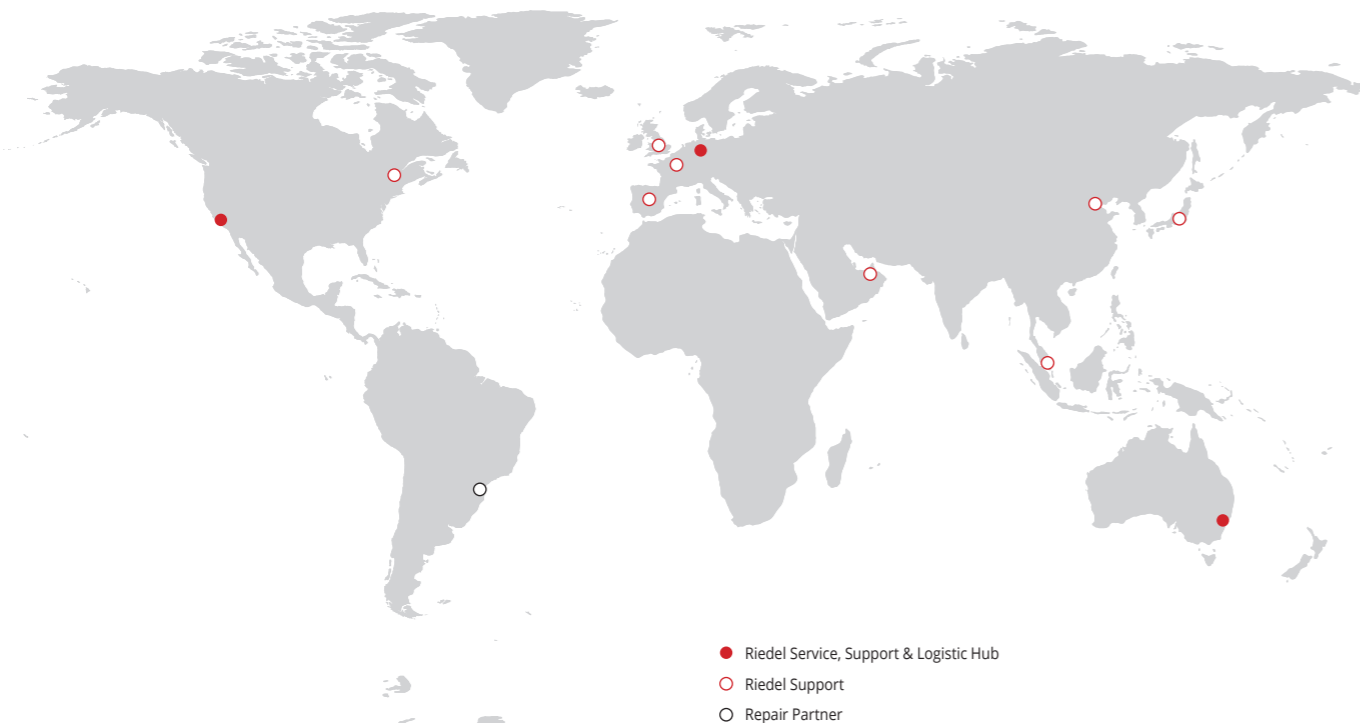 Riedel Service, Support & Logistic Hub
Riedel Support
Repair Partner